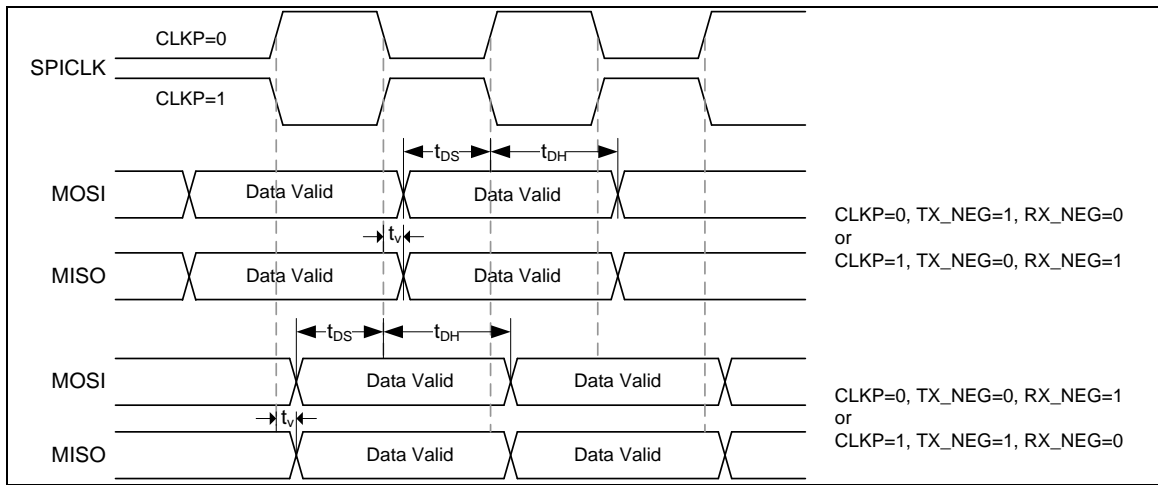 CLKP=0
SPICLK
CLKP=1
tDS
tDH
MOSI
Data Valid
Data Valid
CLKP=0, TX_NEG=1, RX_NEG=0
or
CLKP=1, TX_NEG=0, RX_NEG=1
tv
MISO
Data Valid
Data Valid
tDS
tDH
MOSI
Data Valid
Data Valid
CLKP=0, TX_NEG=0, RX_NEG=1
or
CLKP=1, TX_NEG=1, RX_NEG=0
tv
MISO
Data Valid
Data Valid